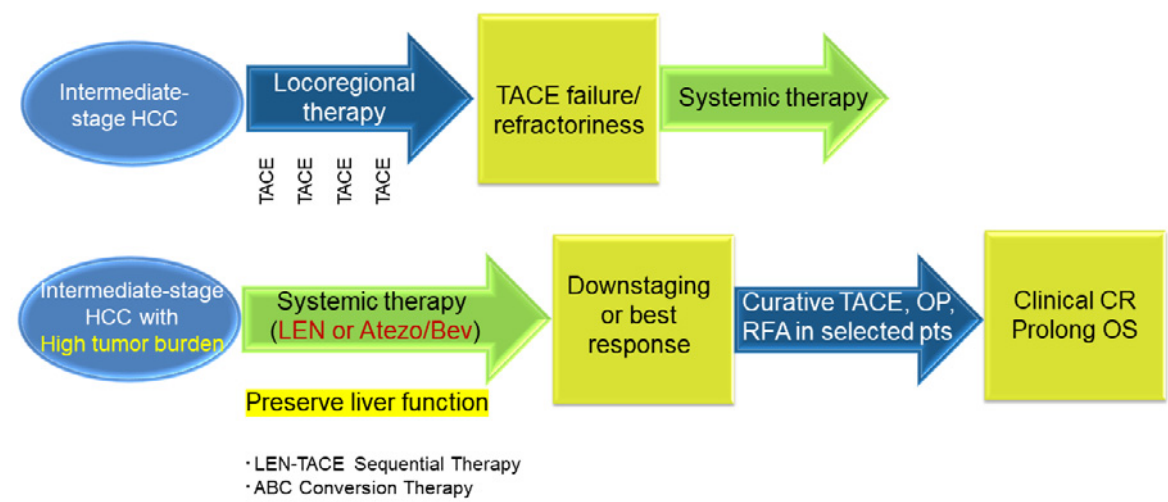 Intermediate-
stage HCC
Locoregional
therapy
TACE
TACE
TACE
TACE
TACE failure/
refractoriness
Systemic therapy
Intermediate-stage
HCC with
High tumor burden
Systemic therapy
(LEN or Atezo/Bev)
Preserve liver function
Downstaging
or best
response
Curative TACE, OP,
RFA in selected pts
Clinical CR
Prolong OS
・LEN-TACE Sequential Therapy
・ABC Conversion Therapy